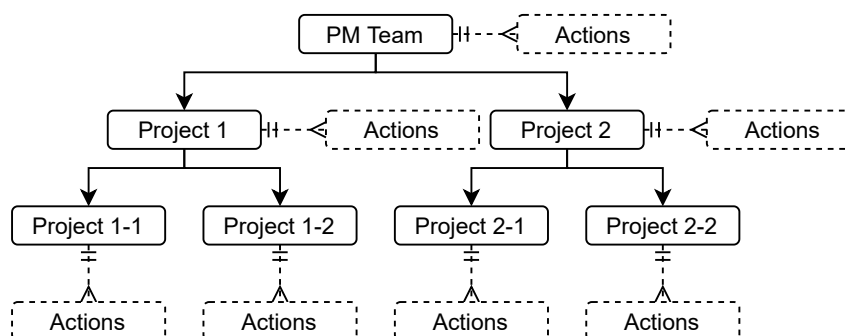 PM Team
Actions
Project 1
Actions
Project 2
Actions
Project 1-1
Project 1-2
Project 2-1
Project 2-2
Actions
Actions
Actions
Actions